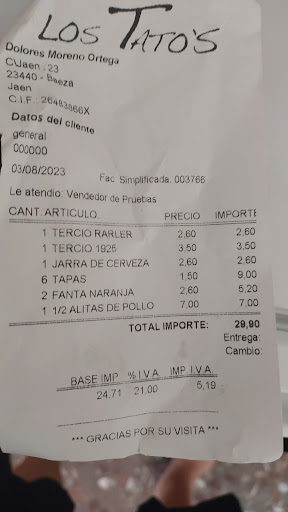 LOS TATO'S
Dolores Moreno Ortega
C\Jaen , 23
23440 - Baeza
Jaen
C.I.F.: 26483866X
Datos del cliente
general
000000
03/08/2023
Fac. Simplificada: 003766
Le atendio: Vendedor de Pruebas
CANT ARTICULO PRECIO IMPORTE
1 TERCIO RARLER 2,60 2,60
1 TERCIO 1925 3,50 3,50
1 JARRA DE CERVEZA 2,60 2,60
6 TAPAS 1,50 9,00
2 FANTA NARANJA 2,60 5,20
1 1/2 ALITAS DE POLLO 7,00 7,00
TOTAL IMPORTE: 29,90
Entrega:
Cambio:
BASE IMP % I.V.A. IMP. I.V.A.
24,71 21,00 5,19
*** GRACIAS POR SU VISITA ***